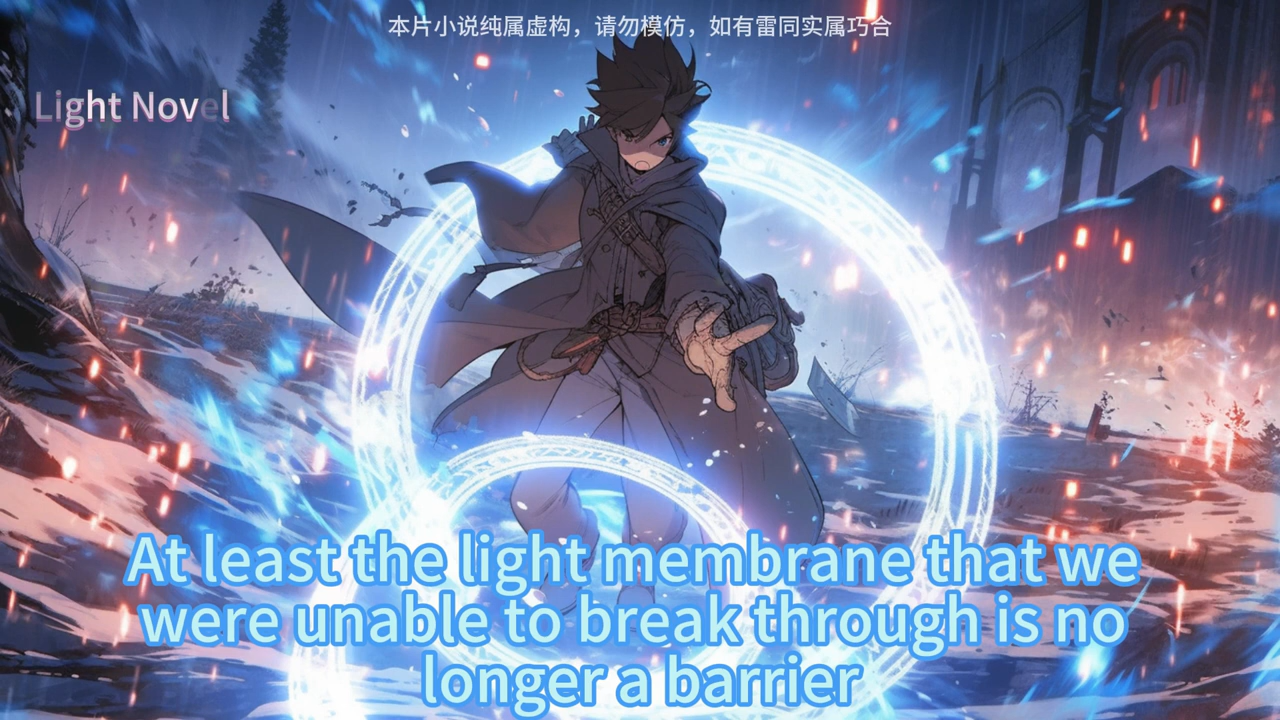 本片小说纯属虚构，请勿模仿，如有雷同实属巧合
Light Novel
At least the light membrane that we
were unable to break through is no
longer a barrier